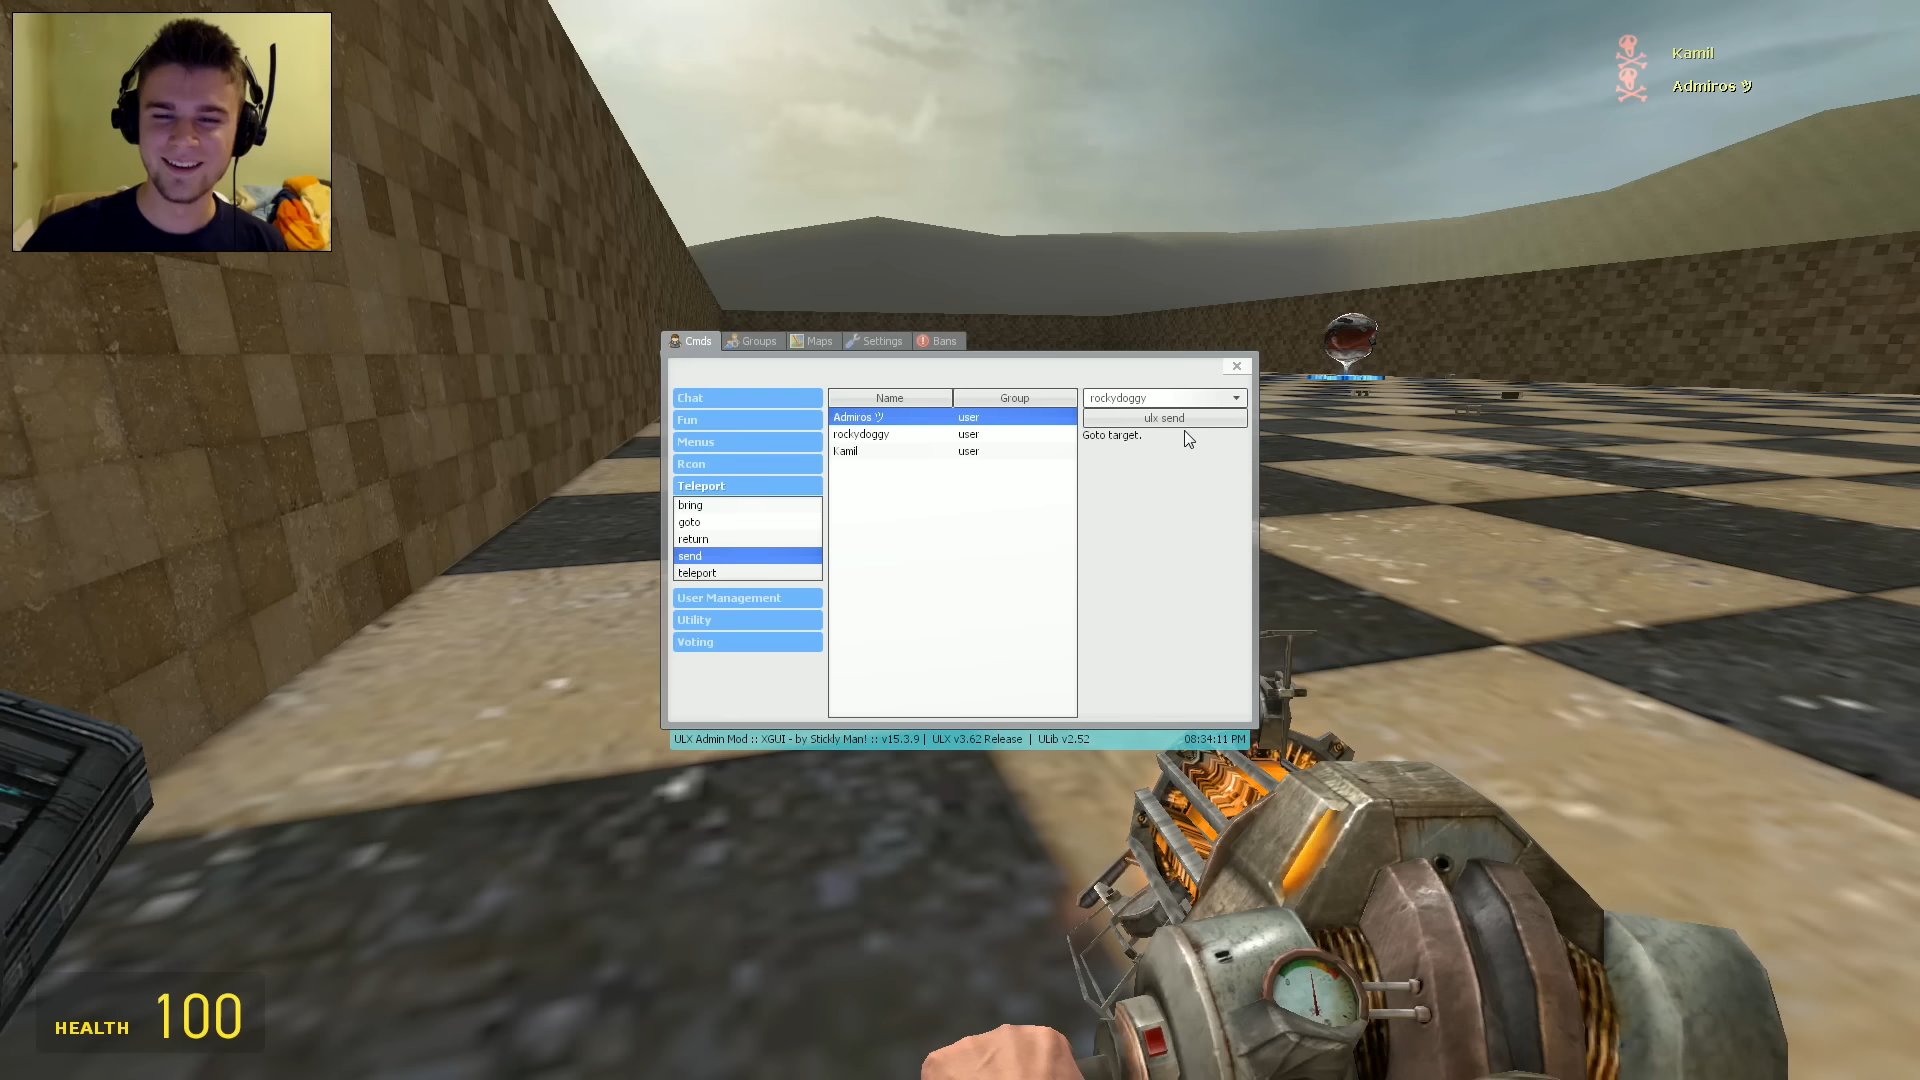 Kamil
Admiros ツ
Cmds Groups Maps Settings Bans
Chat
Fun
Menus
Rcon
Teleport
bring
goto
return
send
teleport
User Management
Utility
Voting
Name Group
Admiros ツ user
rockydoggy user
Kamil user
rockydoggy
ulx send
Goto target.
ULX Admin Mod :: XGUI - by Stickly Man! :: v15.3.9 | ULX v3.62 Release | ULib v2.52 08:34:11 PM
HEALTH 100